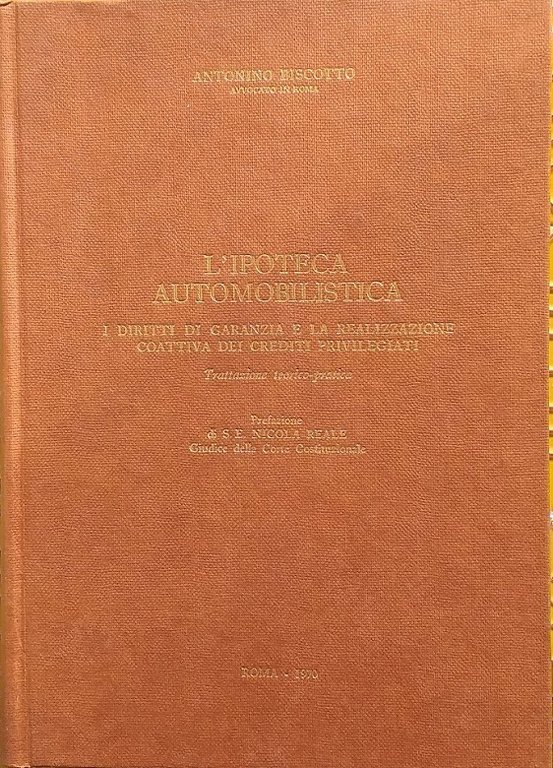 ANTONINO BISCOTTO
AVVOCATO IN ROMA
L'IPOTECA
AUTOMOBILISTICA
I DIRITTI DI GARANZIA E LA REALIZZAZIONE
COATTIVA DEI CREDITI PRIVILEGIATI
Trattazione teorico-pratica
Prefazione
di S. E. NICOLA REALE
Giudice della Corte Costituzionale
ROMA - 1970